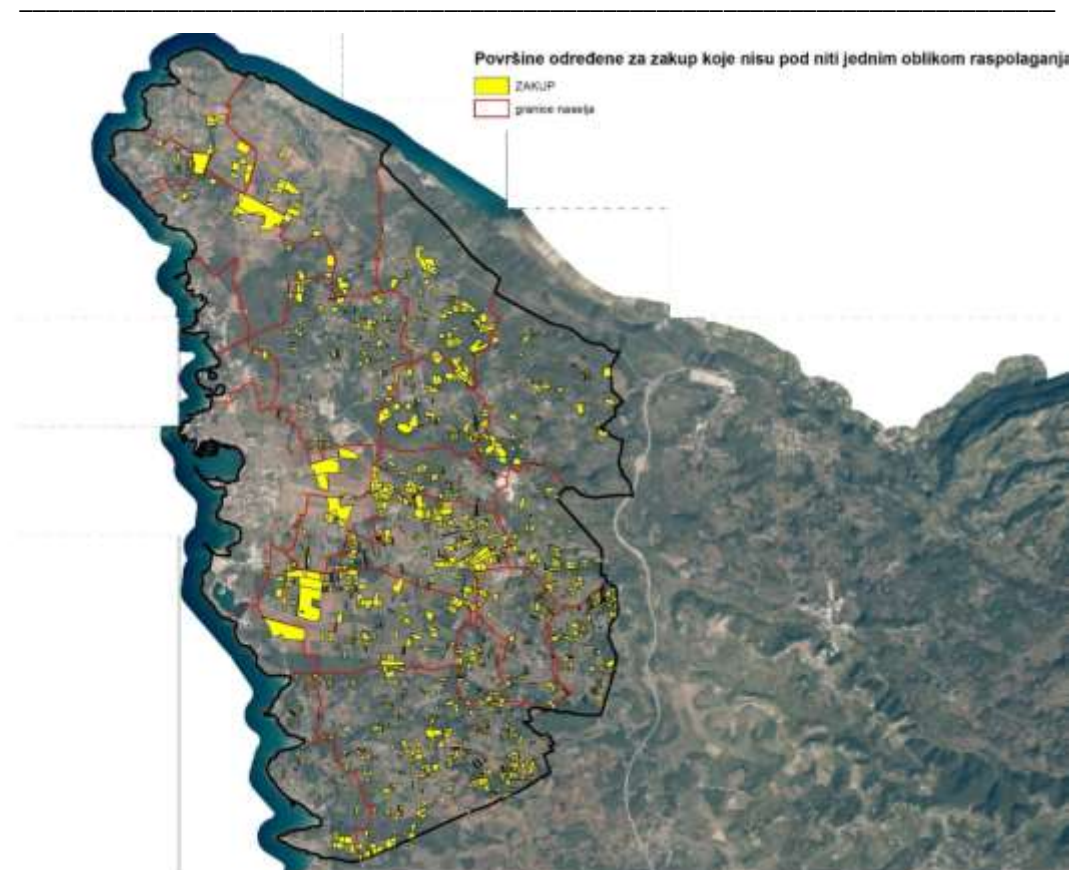 Površine određene za zakup koje nisu pod niti jednim oblikom raspolaganja
ZAKUP
granice naselja